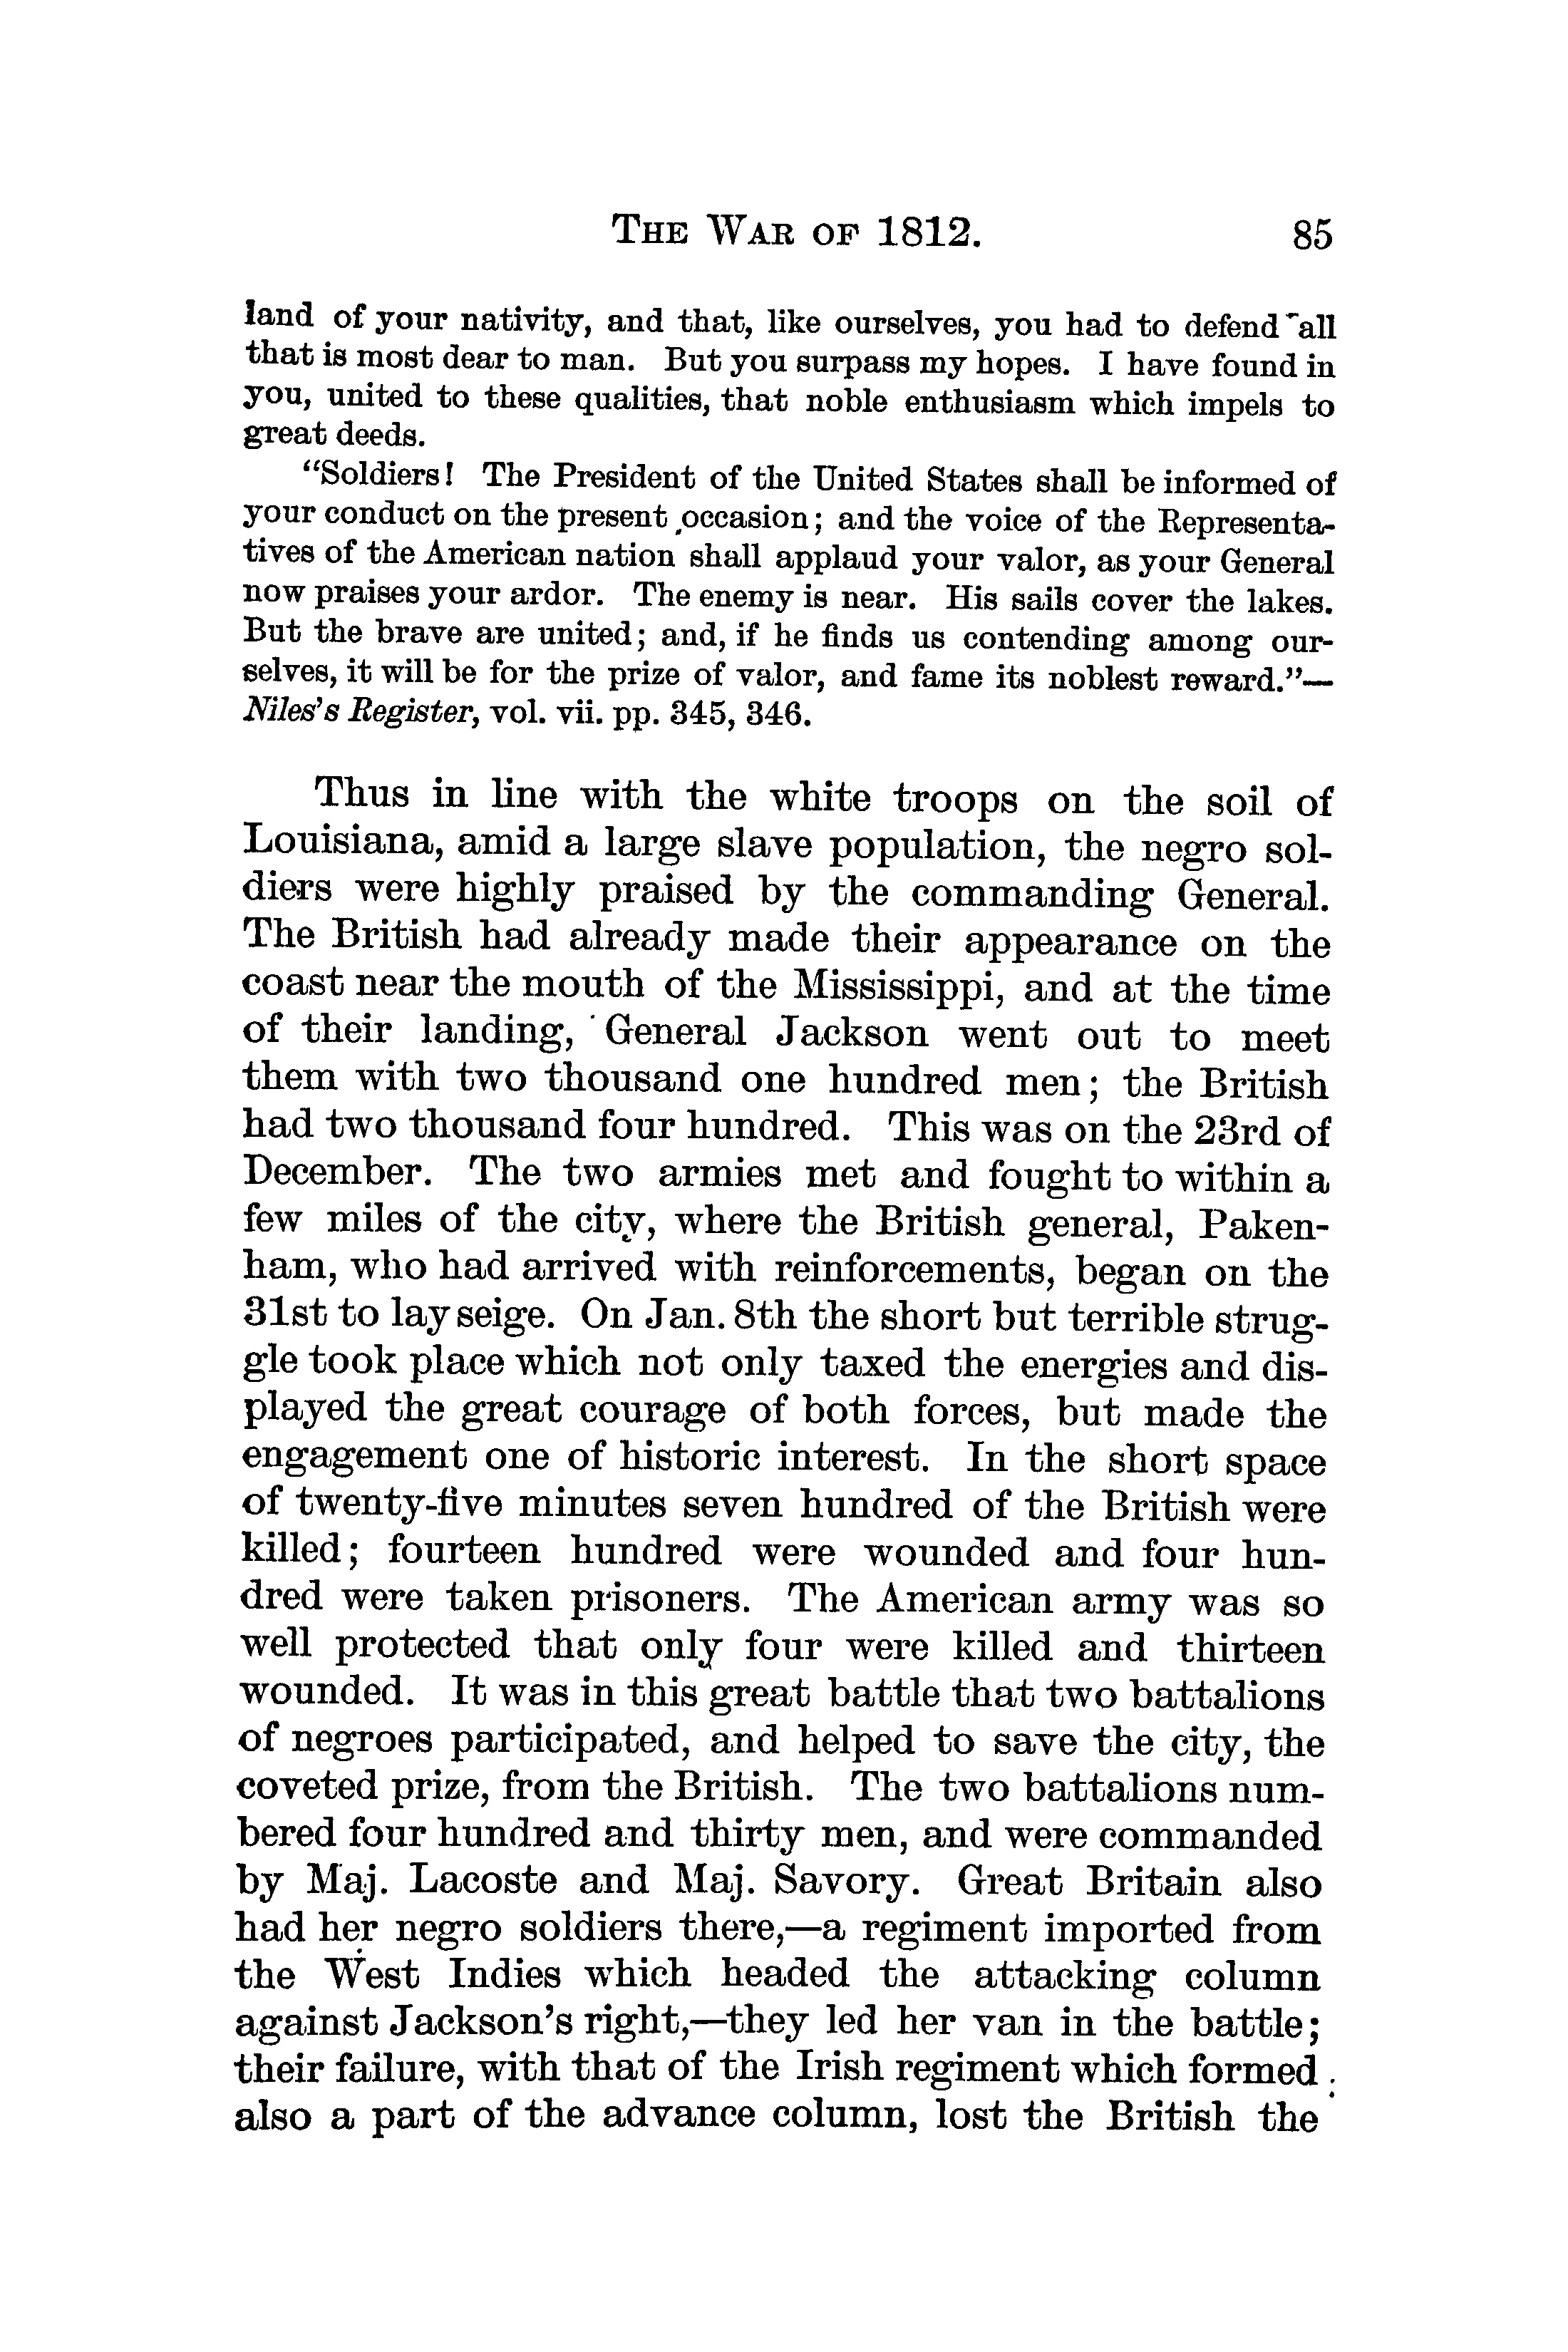 THE WAR OF 1812. 85
land of your nativity, and that, like ourselves, you had to defend all
that is most dear to man. But you surpass my hopes. I have found in
you, united to these qualities, that noble enthusiasm which impels to
great deeds.
“Soldiers! The President of the United States shall be informed of
your conduct on the present occasion; and the voice of the Representa-
tives of the American nation shall applaud your valor, as your General
now praises your ardor. The enemy is near. His sails cover the lakes.
But the brave are united; and, if he finds us contending among our-
selves, it will be for the prize of valor, and fame its noblest reward.”—
Niles’s Register, vol. vii. pp. 345, 346.
Thus in line with the white troops on the soil of
Louisiana, amid a large slave population, the negro sol-
diers were highly praised by the commanding General.
The British had already made their appearance on the
coast near the mouth of the Mississippi, and at the time
of their landing, General Jackson went out to meet
them with two thousand one hundred men; the British
had two thousand four hundred. This was on the 23rd of
December. The two armies met and fought to within a
few miles of the city, where the British general, Paken-
ham, who had arrived with reinforcements, began on the
31st to lay seige. On Jan. 8th the short but terrible strug-
gle took place which not only taxed the energies and dis-
played the great courage of both forces, but made the
engagement one of historic interest. In the short space
of twenty-five minutes seven hundred of the British were
killed; fourteen hundred were wounded and four hun-
dred were taken prisoners. The American army was so
well protected that only four were killed and thirteen
wounded. It was in this great battle that two battalions
of negroes participated, and helped to save the city, the
coveted prize, from the British. The two battalions num-
bered four hundred and thirty men, and were commanded
by Maj. Lacoste and Maj. Savory. Great Britain also
had her negro soldiers there,—a regiment imported from
the West Indies which headed the attacking column
against Jackson’s right,—they led her van in the battle;
their failure, with that of the Irish regiment which formed
also a part of the advance column, lost the British the